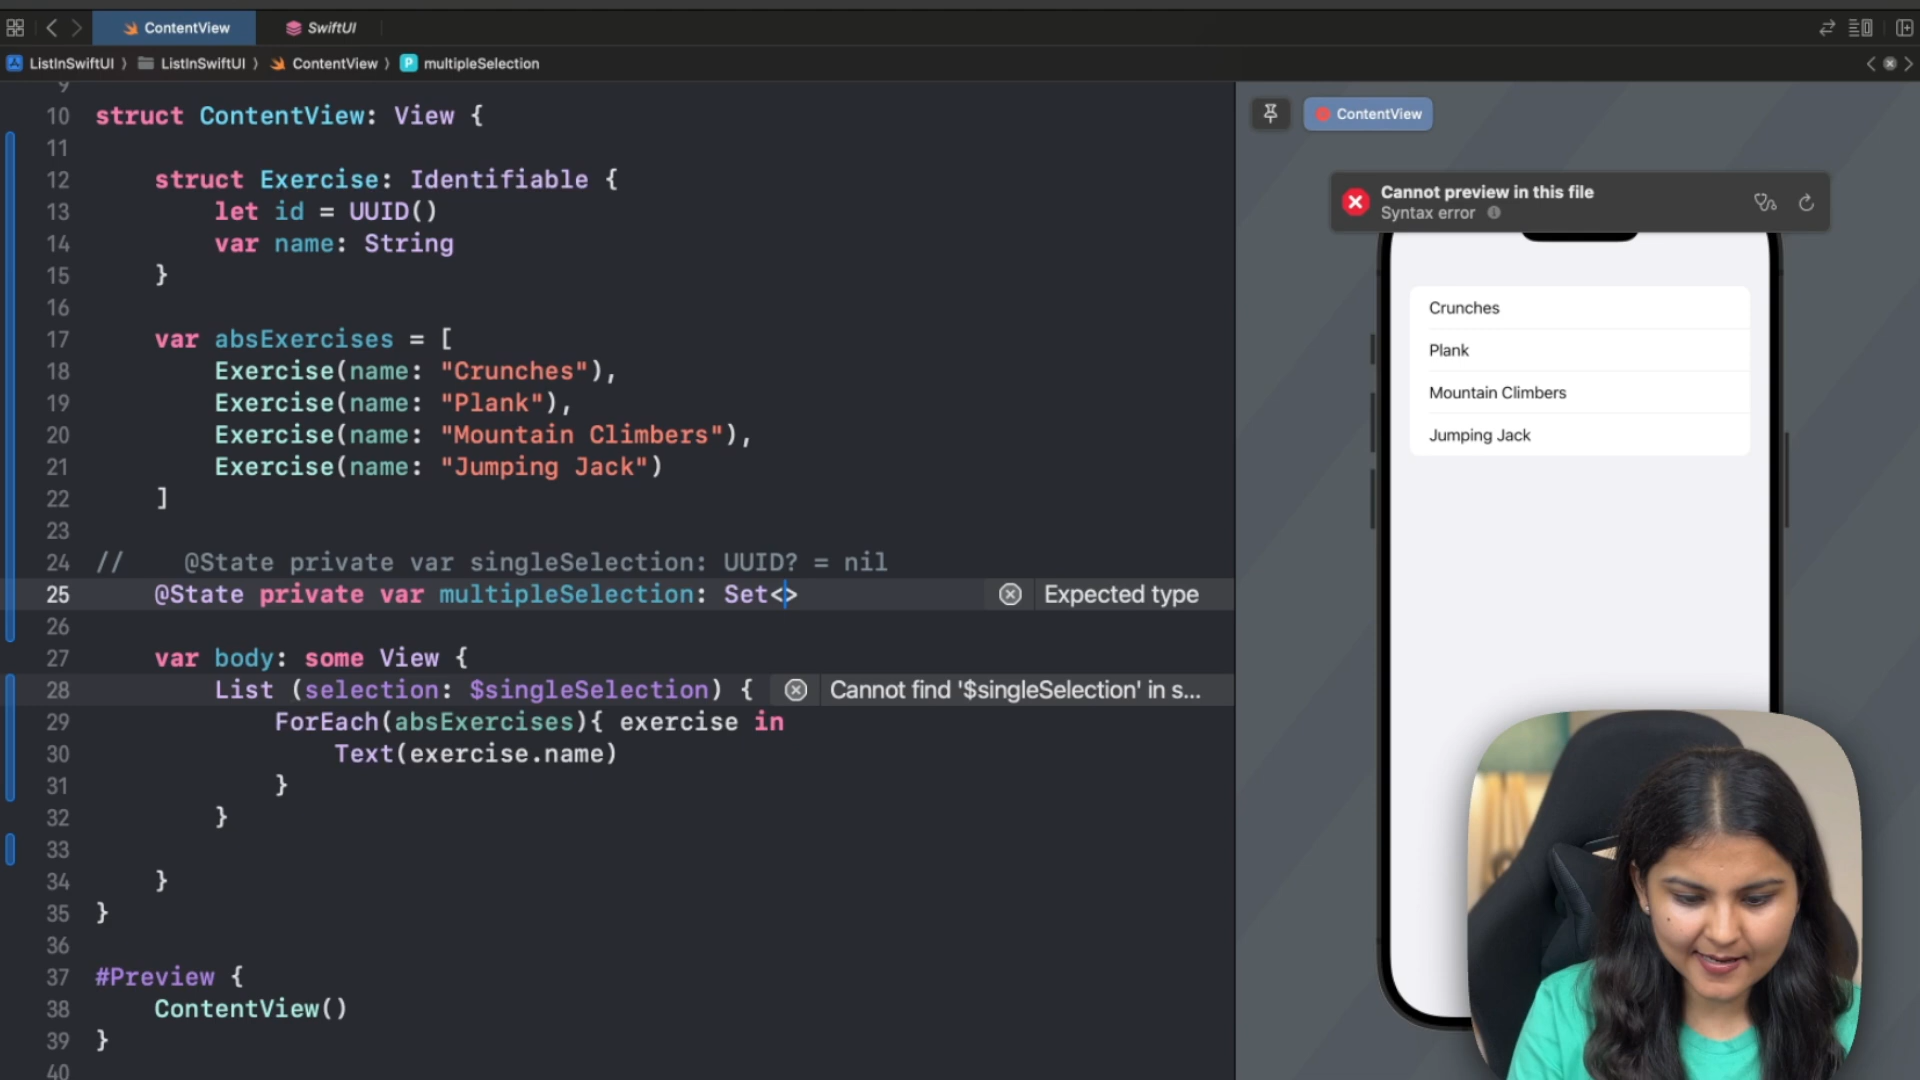 ContentView
SwiftUI
ListInSwiftUI
ListInSwiftUI
ContentView
P multipleSelection
9
10 struct ContentView: View {
11
12 struct Exercise: Identifiable {
13 let id = UUID()
14 var name: String
15 }
16
17 var absExercises = [
18 Exercise(name: "Crunches"),
19 Exercise(name: "Plank"),
20 Exercise(name: "Mountain Climbers"),
21 Exercise(name: "Jumping Jack")
22 ]
23
24 // @State private var singleSelection: UUID? = nil
25 @State private var multipleSelection: Set<> Expected type
26
27 var body: some View {
28 List (selection: $singleSelection) { Cannot find '$singleSelection' in s...
29 ForEach(absExercises){ exercise in
30 Text(exercise.name)
31 }
32 }
33
34 }
35 }
36
37 #Preview {
38 ContentView()
39 }
40
ContentView
Cannot preview in this file
Syntax error
Crunches
Plank
Mountain Climbers
Jumping Jack